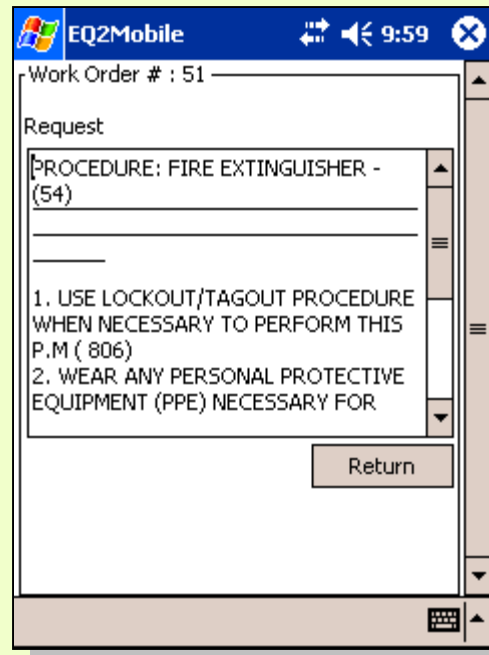 EQ2Mobile 9:59
Work Order # : 51
Request
PROCEDURE: FIRE EXTINGUISHER -
(54)
1. USE LOCKOUT/TAGOUT PROCEDURE
WHEN NECESSARY TO PERFORM THIS
P.M ( 806)
2. WEAR ANY PERSONAL PROTECTIVE
EQUIPMENT (PPE) NECESSARY FOR
Return